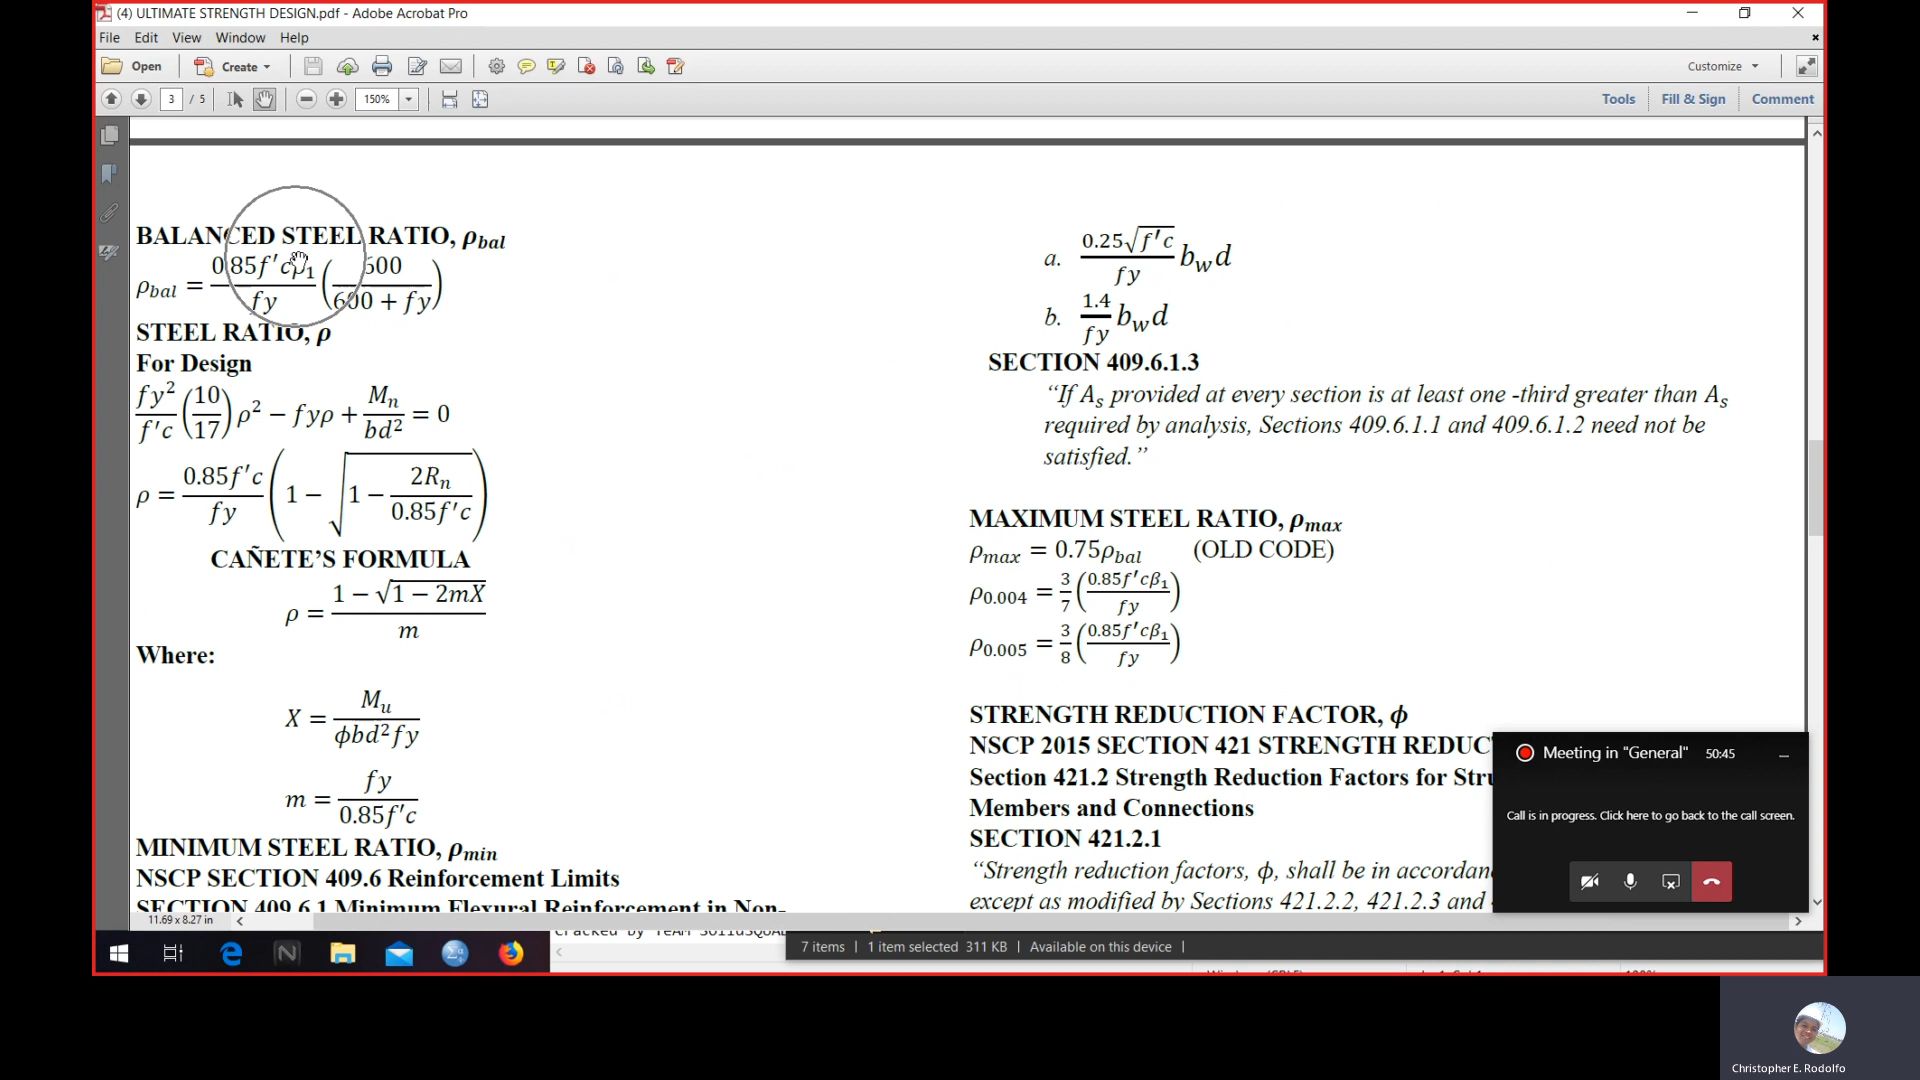 (4) ULTIMATE STRENGTH DESIGN.pdf - Adobe Acrobat Pro
File Edit View Window Help
Open Create Customize
3 / 5 150% Tools Fill & Sign Comment
BALANCED STEEL RATIO, ρbal
ρbal = 0.85f'cβ1 / fy (600 / 600 + fy)
STEEL RATIO, ρ
For Design
fy² / f'c (10 / 17) ρ² − fyρ + Mn / bd² = 0
ρ = 0.85f'c / fy (1 − √(1 − 2Rn / 0.85f'c))
CAÑETE'S FORMULA
ρ = 1 − √(1 − 2mX) / m
Where:
X = Mu / ϕbd²fy
m = fy / 0.85f'c
MINIMUM STEEL RATIO, ρmin
NSCP SECTION 409.6 Reinforcement Limits
SECTION 409.6.1 Minimum Flexural Reinforcement in Non-
a. 0.25√f'c / fy bwd
b. 1.4 / fy bwd
SECTION 409.6.1.3
“If As provided at every section is at least one -third greater than As
required by analysis, Sections 409.6.1.1 and 409.6.1.2 need not be
satisfied.”
MAXIMUM STEEL RATIO, ρmax
ρmax = 0.75ρbal (OLD CODE)
ρ0.004 = 3/7 (0.85f'cβ1 / fy)
ρ0.005 = 3/8 (0.85f'cβ1 / fy)
STRENGTH REDUCTION FACTOR, ϕ
NSCP 2015 SECTION 421 STRENGTH REDUC
Section 421.2 Strength Reduction Factors for Stru
Members and Connections
SECTION 421.2.1
“Strength reduction factors, ϕ, shall be in accordan
except as modified by Sections 421.2.2, 421.2.3 and
Meeting in "General" 50:45
Call is in progress. Click here to go back to the call screen.
11.69 x 8.27 in
7 items 1 item selected 311 KB Available on this device
Christopher E. Rodolfo